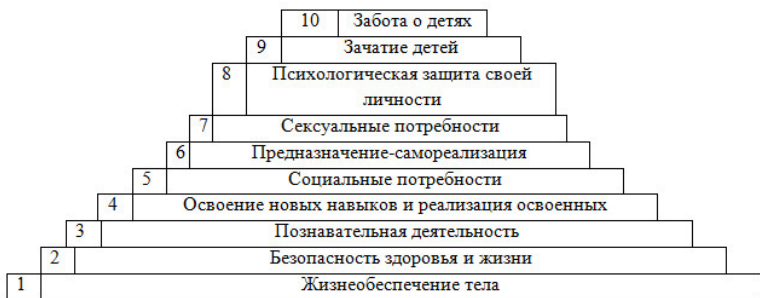 10 Забота о детях
9 Зачатие детей
8 Психологическая защита своей
личности
7 Сексуальные потребности
6 Предназначение-самореализация
5 Социальные потребности
4 Освоение новых навыков и реализация освоенных
3 Познавательная деятельность
2 Безопасность здоровья и жизни
1 Жизнеобеспечение тела